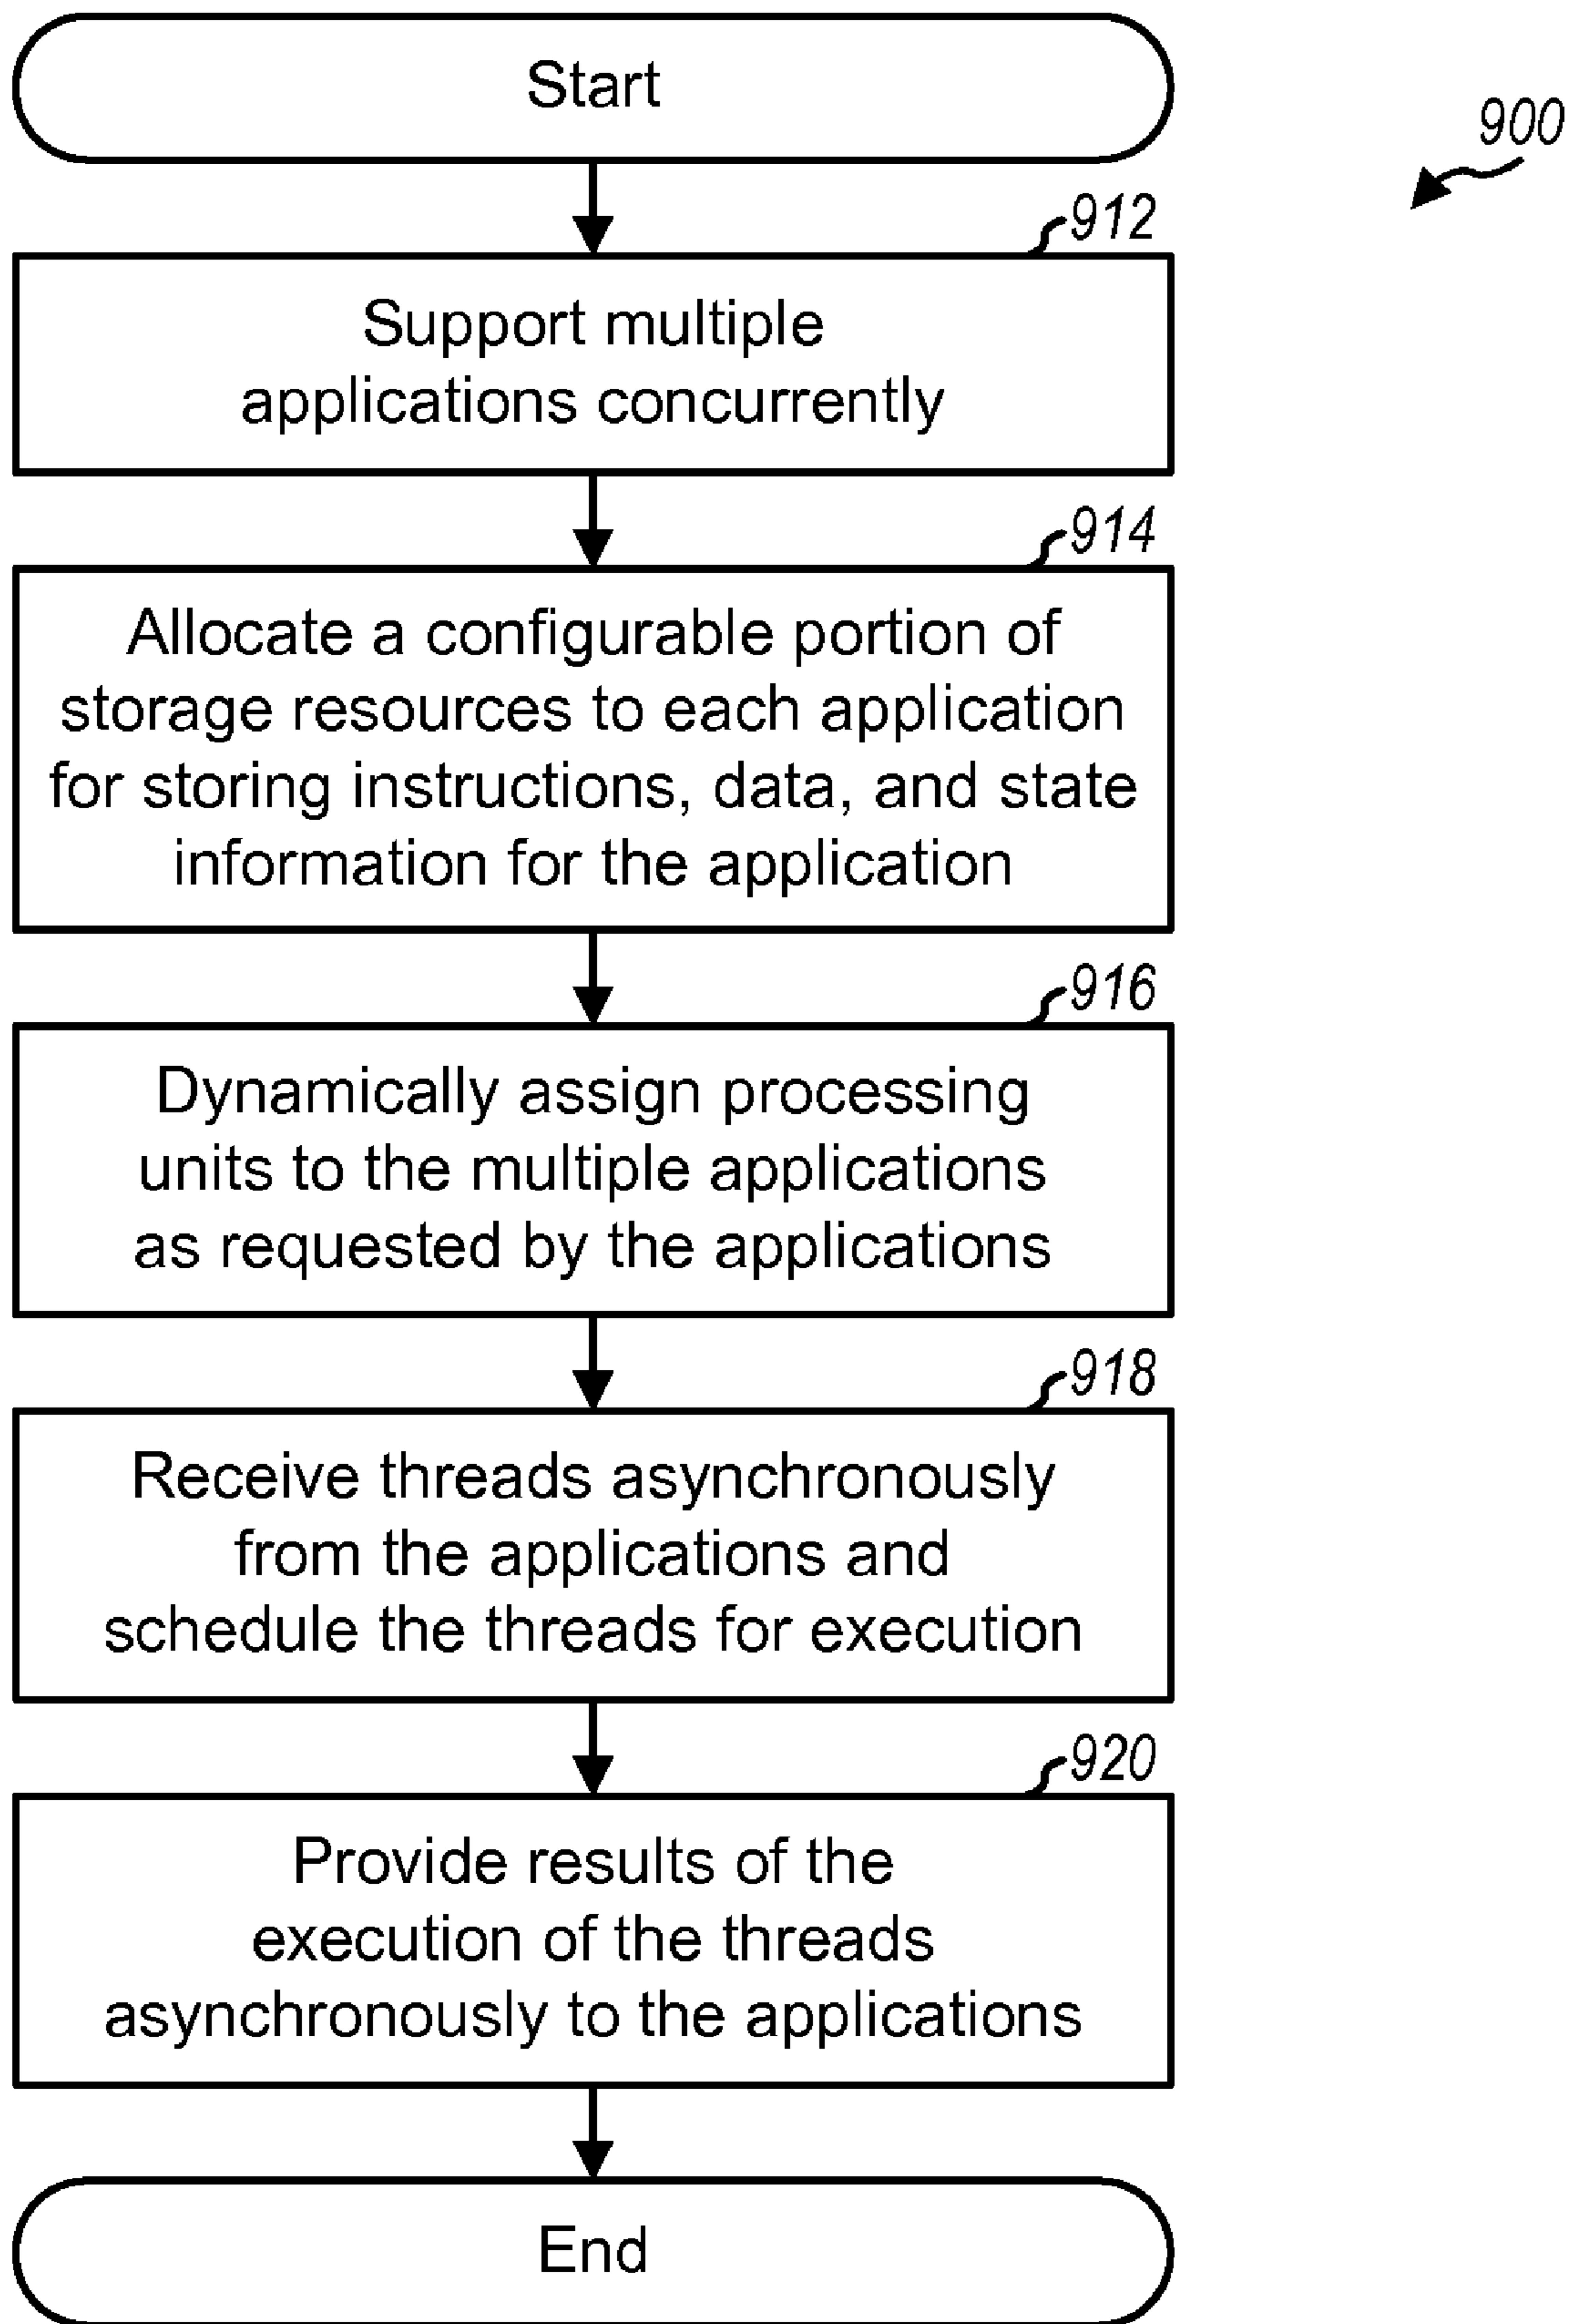 Start
900
912
Support multiple
applications concurrently
914
Allocate a configurable portion of
storage resources to each application
for storing instructions, data, and state
information for the application
916
Dynamically assign processing
units to the multiple applications
as requested by the applications
918
Receive threads asynchronously
from the applications and
schedule the threads for execution
920
Provide results of the
execution of the threads
asynchronously to the applications
End